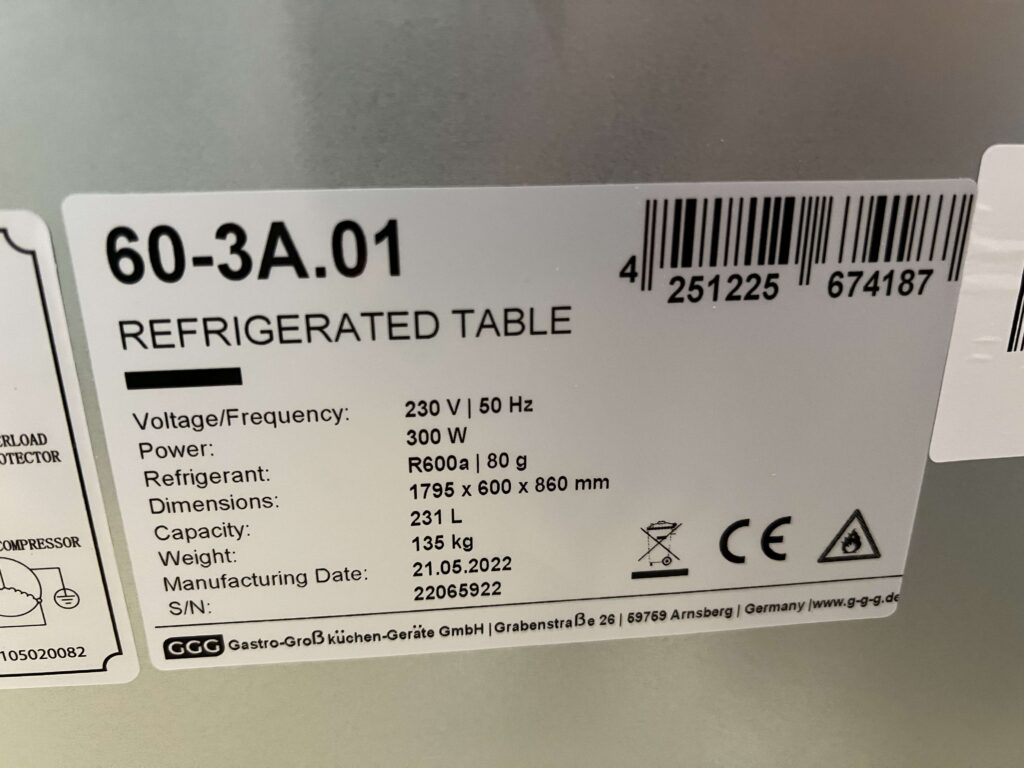 60-3A.01
REFRIGERATED TABLE
4 251225 674187
Voltage/Frequency: 230 V | 50 Hz
Power: 300 W
Refrigerant: R600a | 80 g
Dimensions: 1795 x 600 x 860 mm
Capacity: 231 L
Weight: 135 kg
Manufacturing Date: 21.05.2022
S/N: 22065922
CE
GGG Gastro-Großküchen-Geräte GmbH | Grabenstraße 26 | 59759 Arnsberg | Germany | www.g-g-g.de
ERLOAD
OTECTOR
COMPRESSOR
105020082